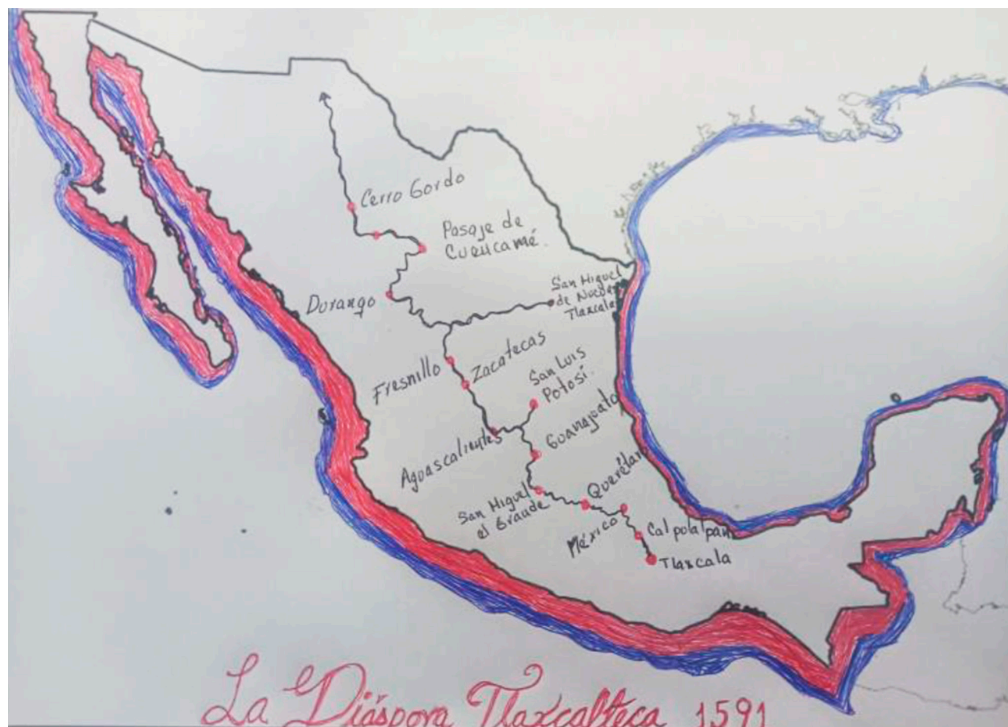 Cerro Gordo
Pasaje de
Cuencamé.
San Miguel
de Nueva
Tlaxcala
Durango
Fresnillo
Zacatecas
San Luis
Potosí.
Aguascalientes
Guanajuato
San Miguel
el Grande
Querétaro
México
Calpolalpan
Tlaxcala
La Diáspora Tlaxcalteca 1591